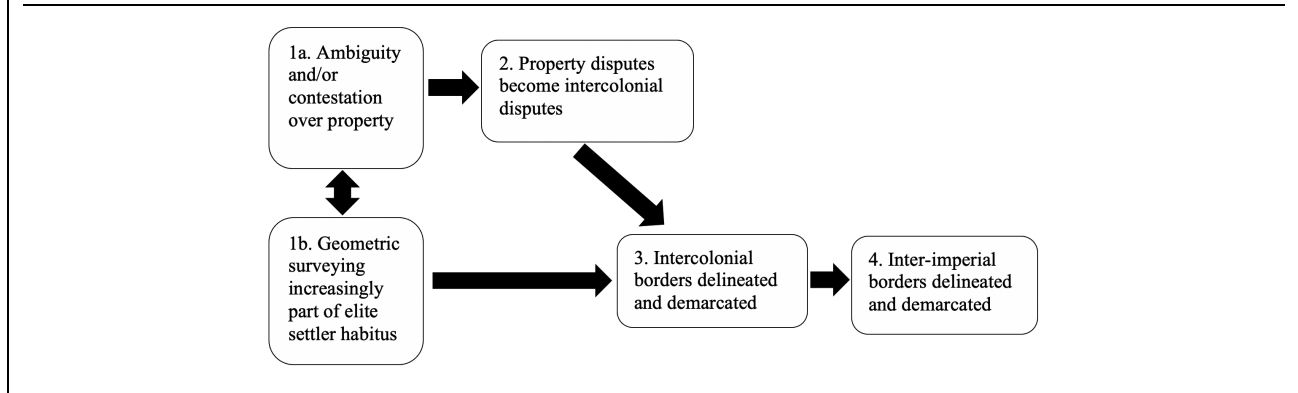 1a. Ambiguity
and/or
contestation
over property
2. Property disputes
become intercolonial
disputes
1b. Geometric
surveying
increasingly
part of elite
settler habitus
3. Intercolonial
borders delineated
and demarcated
4. Inter-imperial
borders delineated
and demarcated